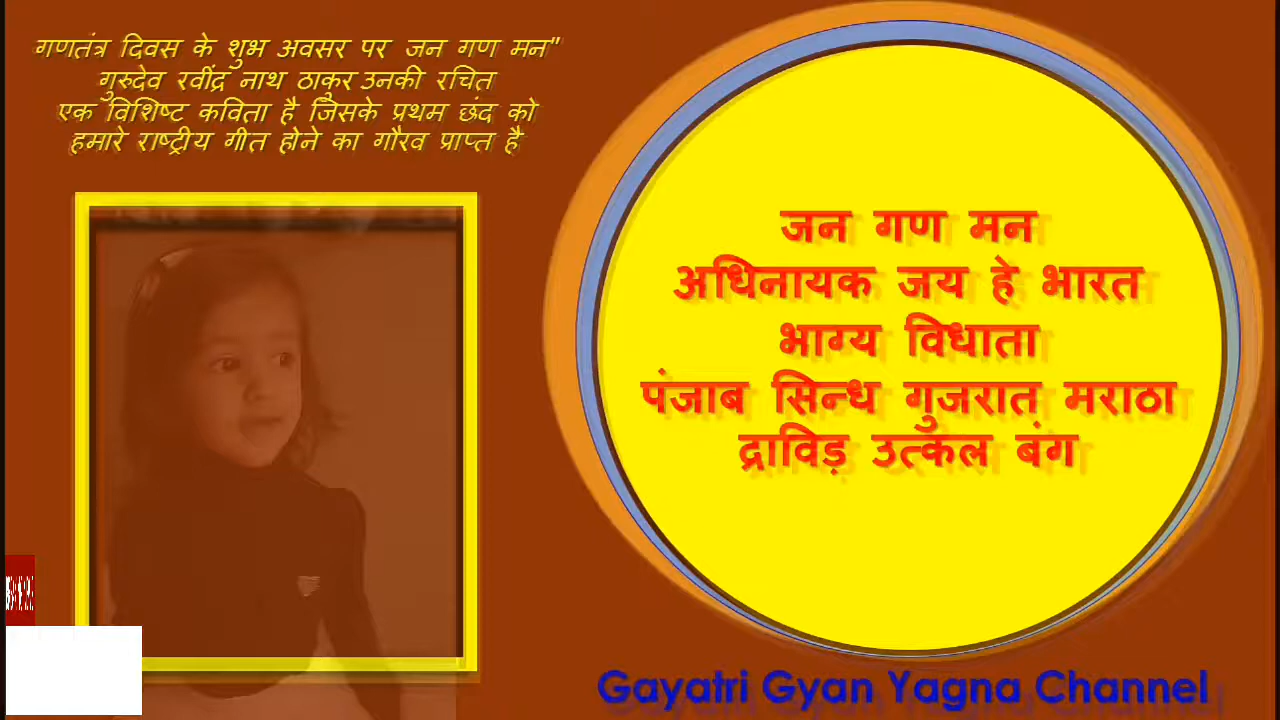 गणतंत्र दिवस के शुभ अवसर पर जन गण मन"
गुरुदेव रवींद्र नाथ ठाकुर उनकी रचित
एक विशिष्ट कविता है जिसके प्रथम छंद को
हमारे राष्ट्रीय गीत होने का गौरव प्राप्त है
जन गण मन
अधिनायक जय हे भारत
भाग्य विधाता
पंजाब सिन्ध गुजरात मराठा
द्राविड़ उत्कल बंग
Gayatri Gyan Yagna Channel